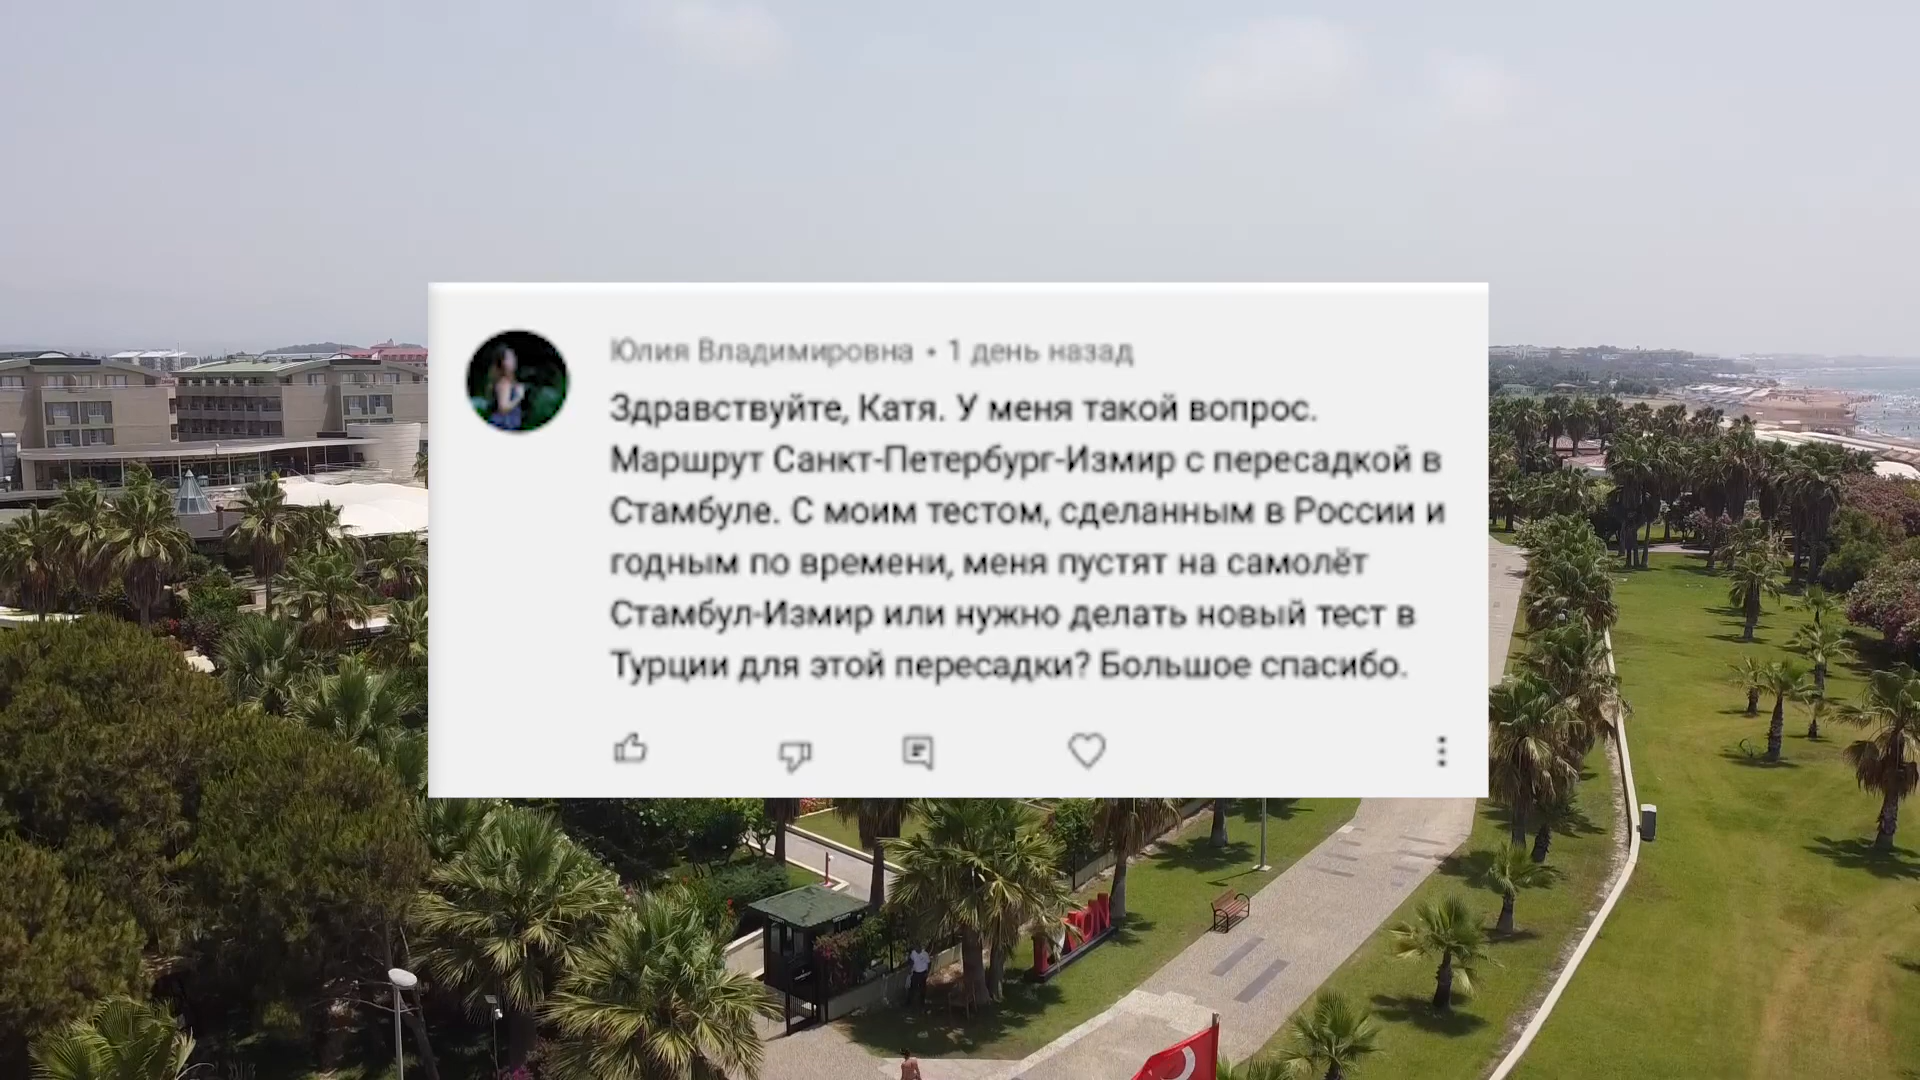 Юлия Владимировна • 1 день назад
Здравствуйте, Катя. У меня такой вопрос.
Маршрут Санкт-Петербург-Измир с пересадкой в
Стамбуле. С моим тестом, сделанным в России и
годным по времени, меня пустят на самолёт
Стамбул-Измир или нужно делать новый тест в
Турции для этой пересадки? Большое спасибо.